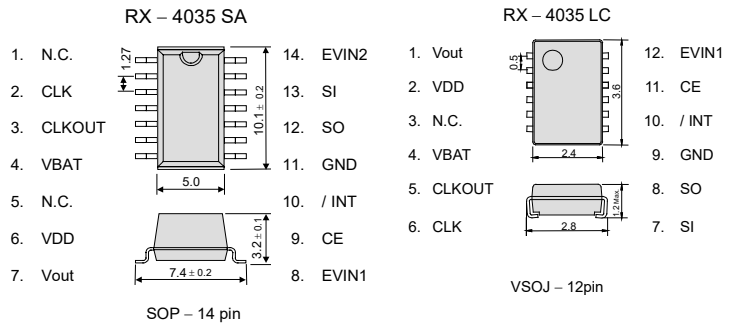 RX – 4035 SA
1. N.C.
2. CLK
3. CLKOUT
4. VBAT
5. N.C.
6. VDD
7. Vout
1.27
10.1 ± 0.2
5.0
3.2 ± 0.1
7.4 ± 0.2
14. EVIN2
13. SI
12. SO
11. GND
10. / INT
9. CE
8. EVIN1
SOP – 14 pin
RX – 4035 LC
1. Vout
2. VDD
3. N.C.
4. VBAT
5. CLKOUT
6. CLK
0.5
3.6
2.4
1.2 Max.
2.8
12. EVIN1
11. CE
10. / INT
9. GND
8. SO
7. SI
VSOJ – 12pin